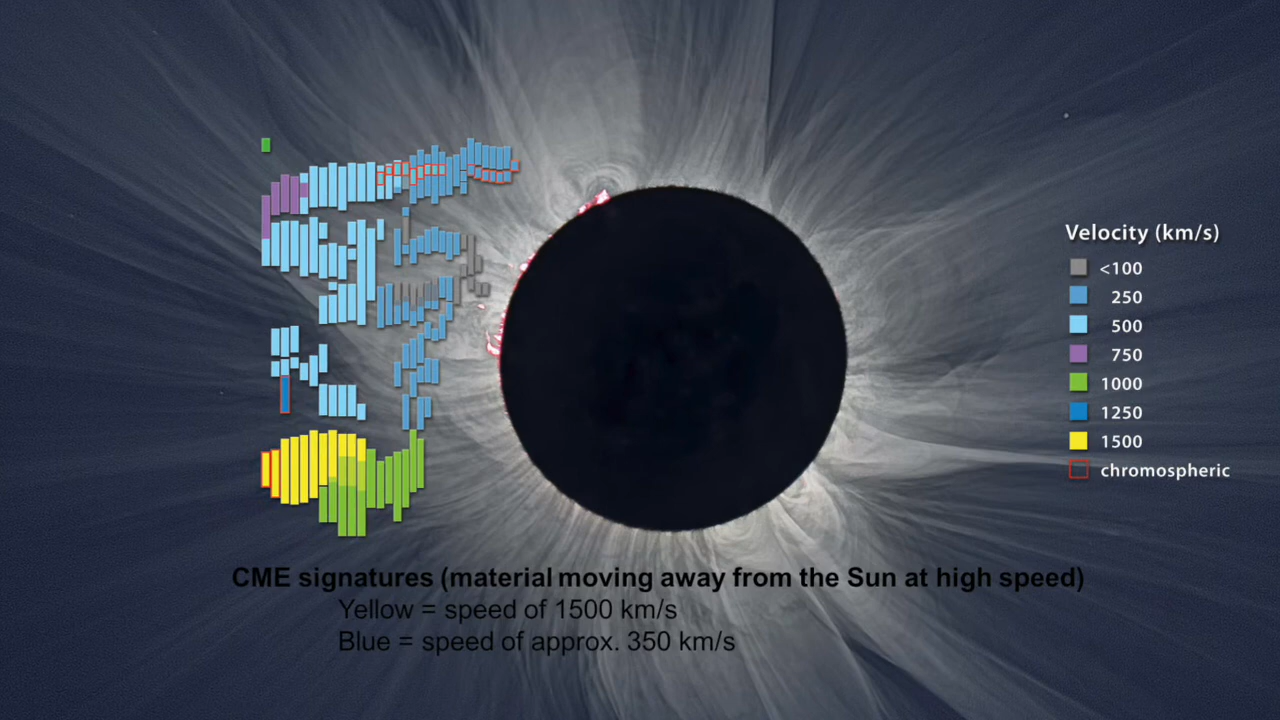 Velocity (km/s)
<100
250
500
750
1000
1250
1500
chromospheric
CME signatures (material moving away from the Sun at high speed)
Yellow = speed of 1500 km/s
Blue = speed of approx. 350 km/s